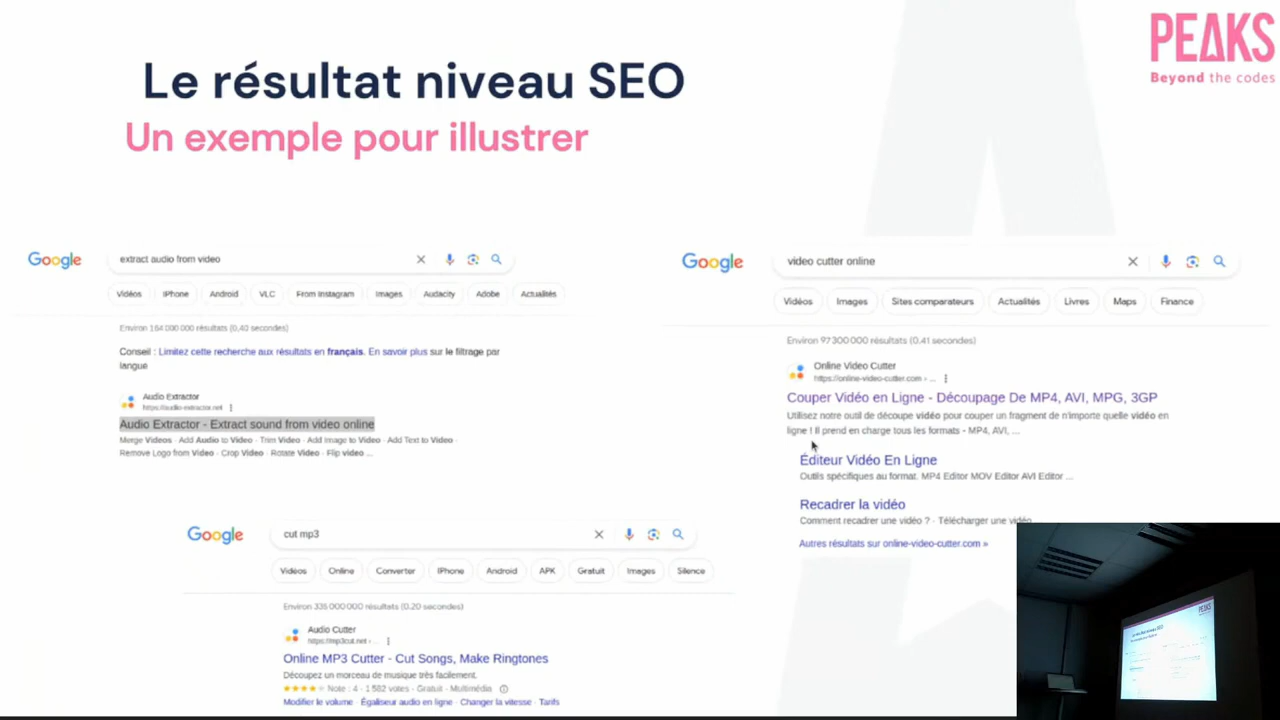 PEAKS
Beyond the codes
Le résultat niveau SEO
Un exemple pour illustrer
Google
extract audio from video
Vidéos
IPhone
Android
VLC
From Instagram
Images
Audacity
Adobe
Actualités
Environ 164 000 000 résultats (0,40 secondes)
Conseil : Limitez cette recherche aux résultats en français. En savoir plus sur le filtrage par
langue
Audio Extractor
https://audio-extractor.net
Audio Extractor - Extract sound from video online
Merge Videos · Add Audio to Video · Trim Video · Add Image to Video · Add Text to Video ·
Remove Logo from Video · Crop Video · Rotate Video · Flip video ...
Google
video cutter online
Vidéos
Images
Sites comparateurs
Actualités
Livres
Maps
Finance
Environ 97 300 000 résultats (0,41 secondes)
Online Video Cutter
https://online-video-cutter.com › ...
Couper Vidéo en Ligne - Découpage De MP4, AVI, MPG, 3GP
Utilisez notre outil de découpe vidéo pour couper un fragment de n'importe quelle vidéo en
ligne ! Il prend en charge tous les formats - MP4, AVI, ...
Éditeur Vidéo En Ligne
Outils spécifiques au format. MP4 Editor MOV Editor AVI Editor ...
Recadrer la vidéo
Comment recadrer une vidéo ? · Télécharger une vidéo
Autres résultats sur online-video-cutter.com »
Google
cut mp3
Vidéos
Online
Converter
IPhone
Android
APK
Gratuit
Images
Silence
Environ 335 000 000 résultats (0,20 secondes)
Audio Cutter
https://mp3cut.net › ...
Online MP3 Cutter - Cut Songs, Make Ringtones
Découpez un morceau de musique très facilement.
Note : 4 · 1 582 votes · Gratuit · Multimédia
Modifier le volume · Égaliseur audio en ligne · Changer la vitesse · Tarifs